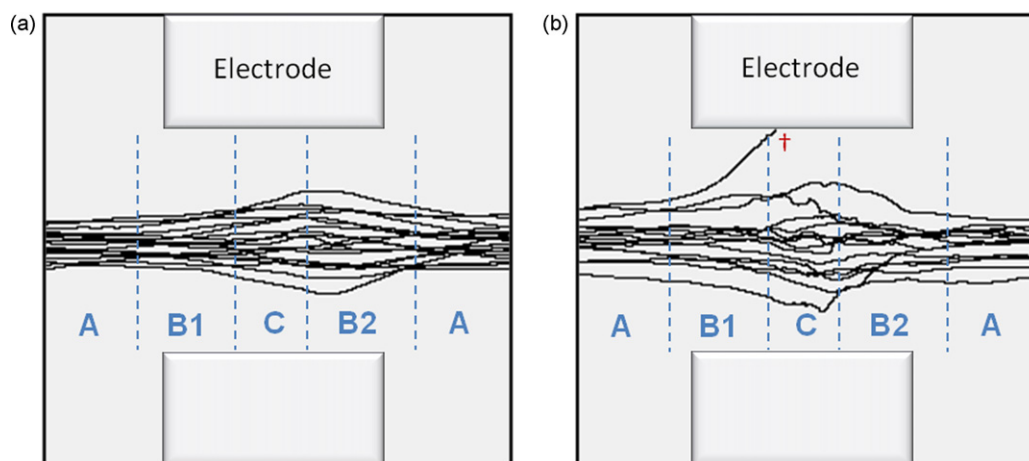 (a)
Electrode
A B1 C B2 A
(b)
Electrode
†
A B1 C B2 A